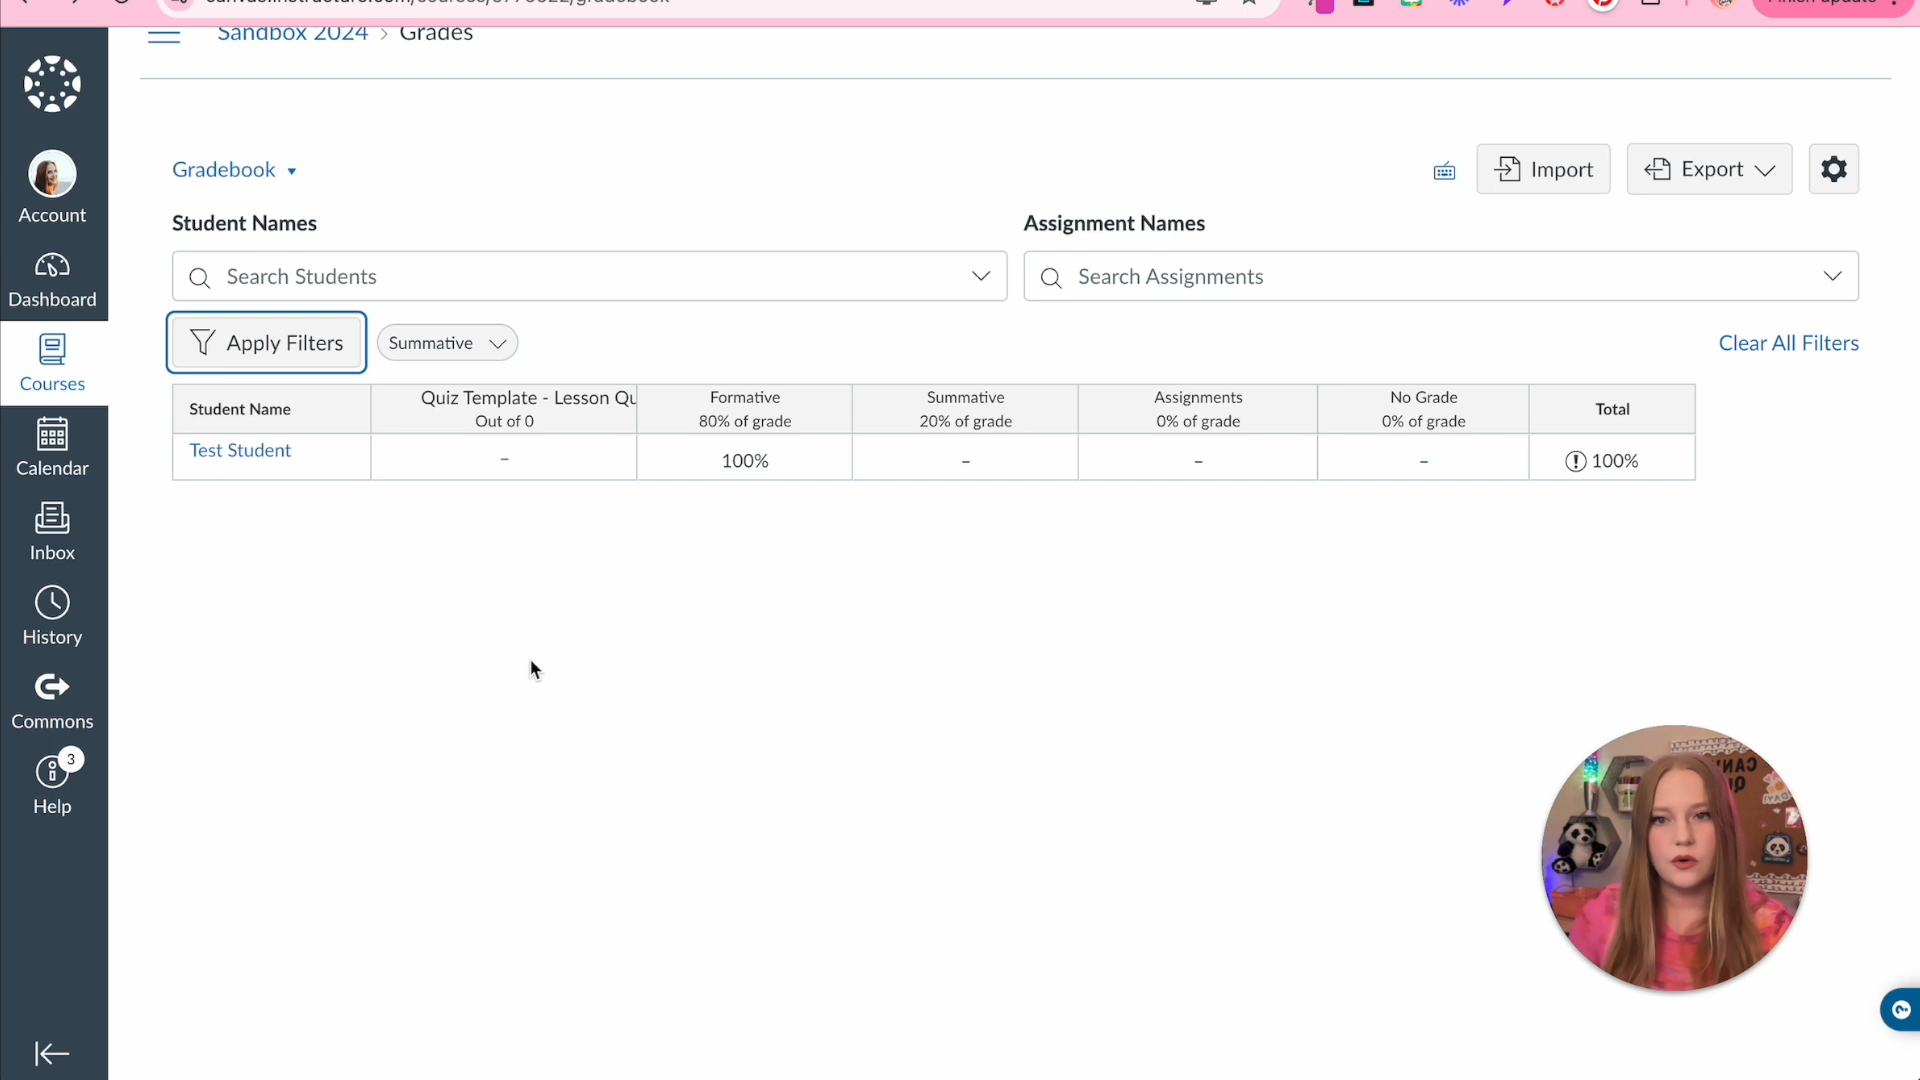 Sandbox 2024 > Grades
Account
Dashboard
Courses
Calendar
Inbox
History
Commons
3
Help
Gradebook
Import
Export
Student Names
Assignment Names
Search Students
Search Assignments
Apply Filters
Summative
Clear All Filters
Student Name
Quiz Template - Lesson Qu
Out of 0
Formative
80% of grade
Summative
20% of grade
Assignments
0% of grade
No Grade
0% of grade
Total
Test Student
–
100%
–
–
–
100%